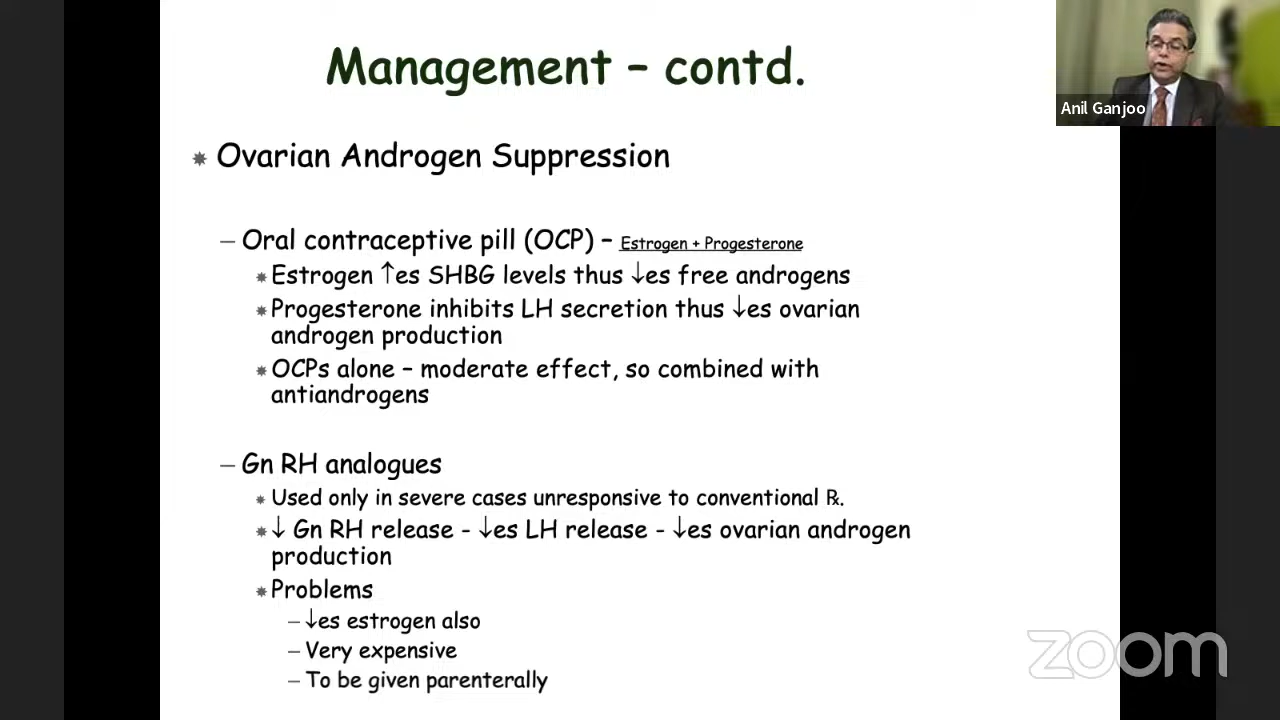 Management – contd.
Anil Ganjoo
Ovarian Androgen Suppression
– Oral contraceptive pill (OCP) – Estrogen + Progesterone
Estrogen ↑es SHBG levels thus ↓es free androgens
Progesterone inhibits LH secretion thus ↓es ovarian
androgen production
OCPs alone – moderate effect, so combined with
antiandrogens
– Gn RH analogues
Used only in severe cases unresponsive to conventional ℞.
↓ Gn RH release - ↓es LH release - ↓es ovarian androgen
production
Problems
– ↓es estrogen also
– Very expensive
– To be given parenterally
zoom